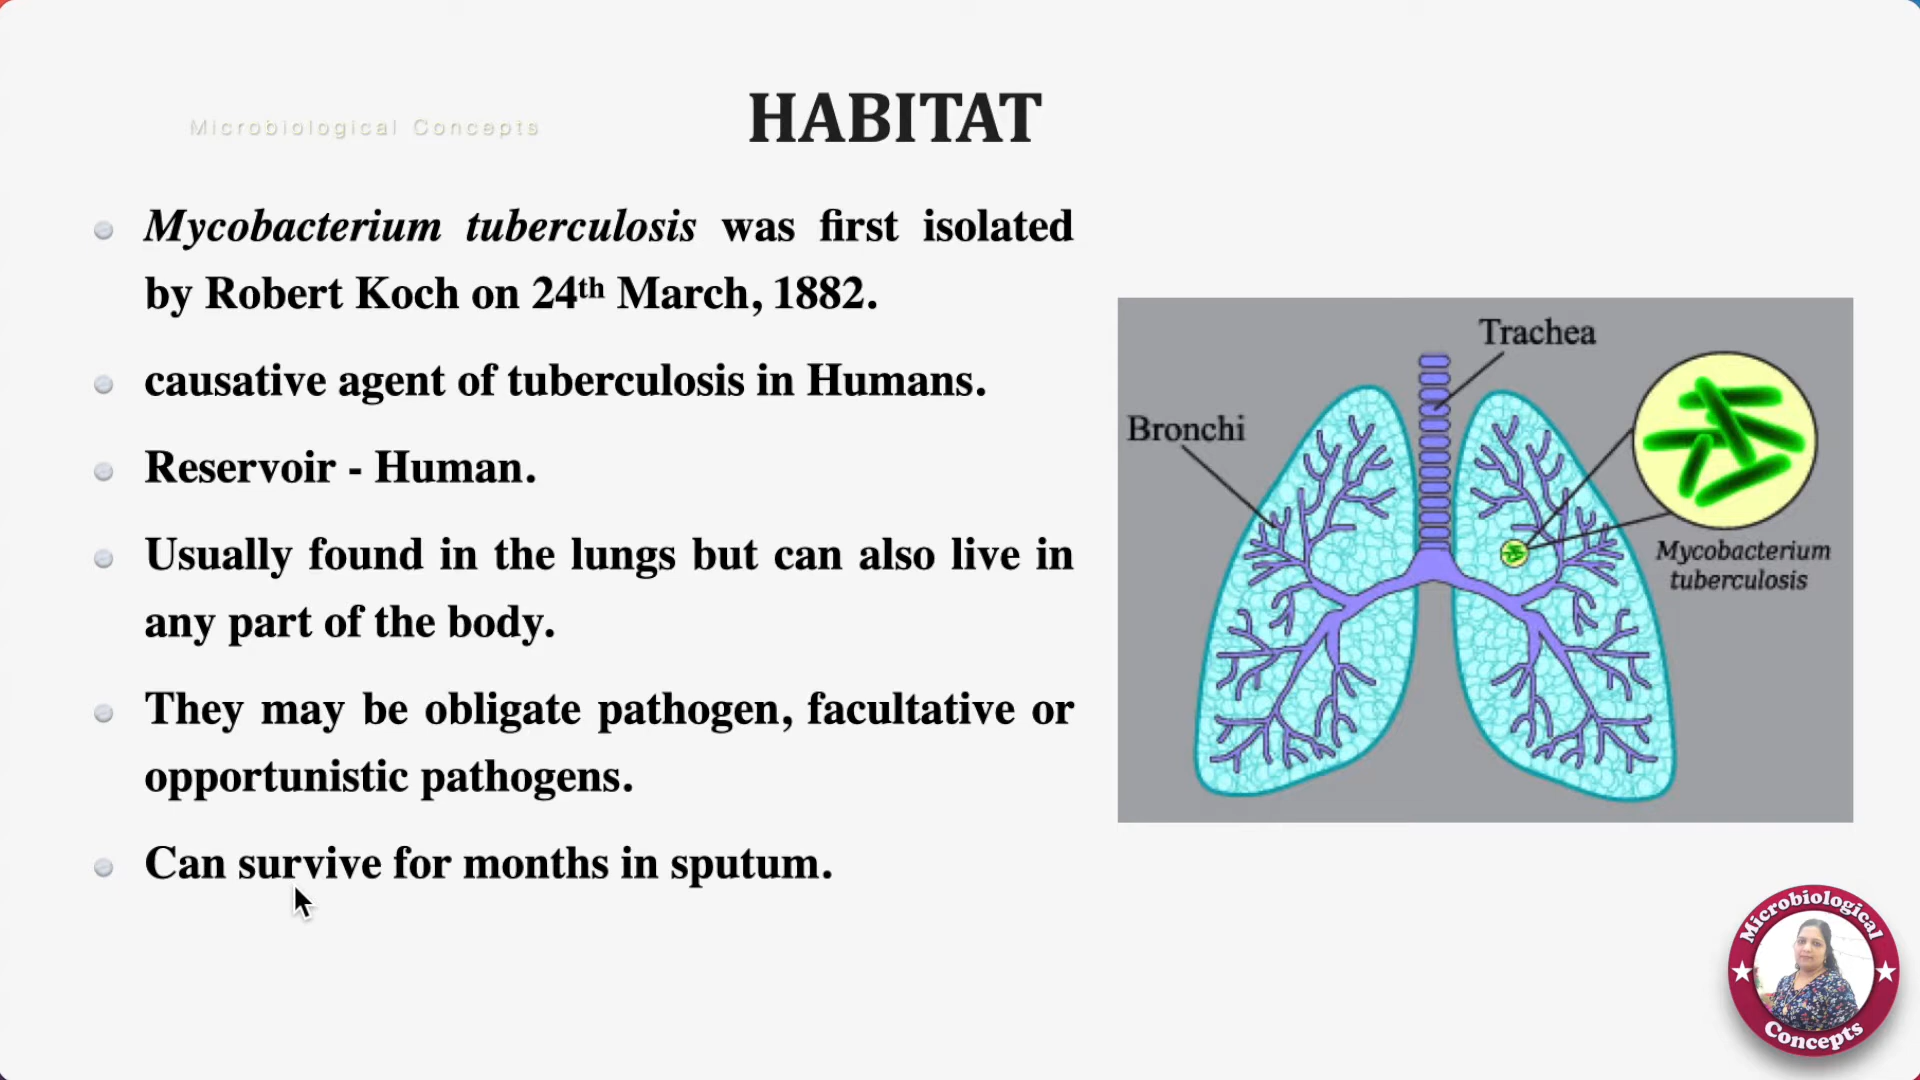 Microbiological Concepts
HABITAT
Mycobacterium tuberculosis was first isolated
by Robert Koch on 24th March, 1882.
causative agent of tuberculosis in Humans.
Reservoir - Human.
Usually found in the lungs but can also live in
any part of the body.
They may be obligate pathogen, facultative or
opportunistic pathogens.
Can survive for months in sputum.
Trachea
Bronchi
Mycobacterium
tuberculosis
Microbiological
Concepts